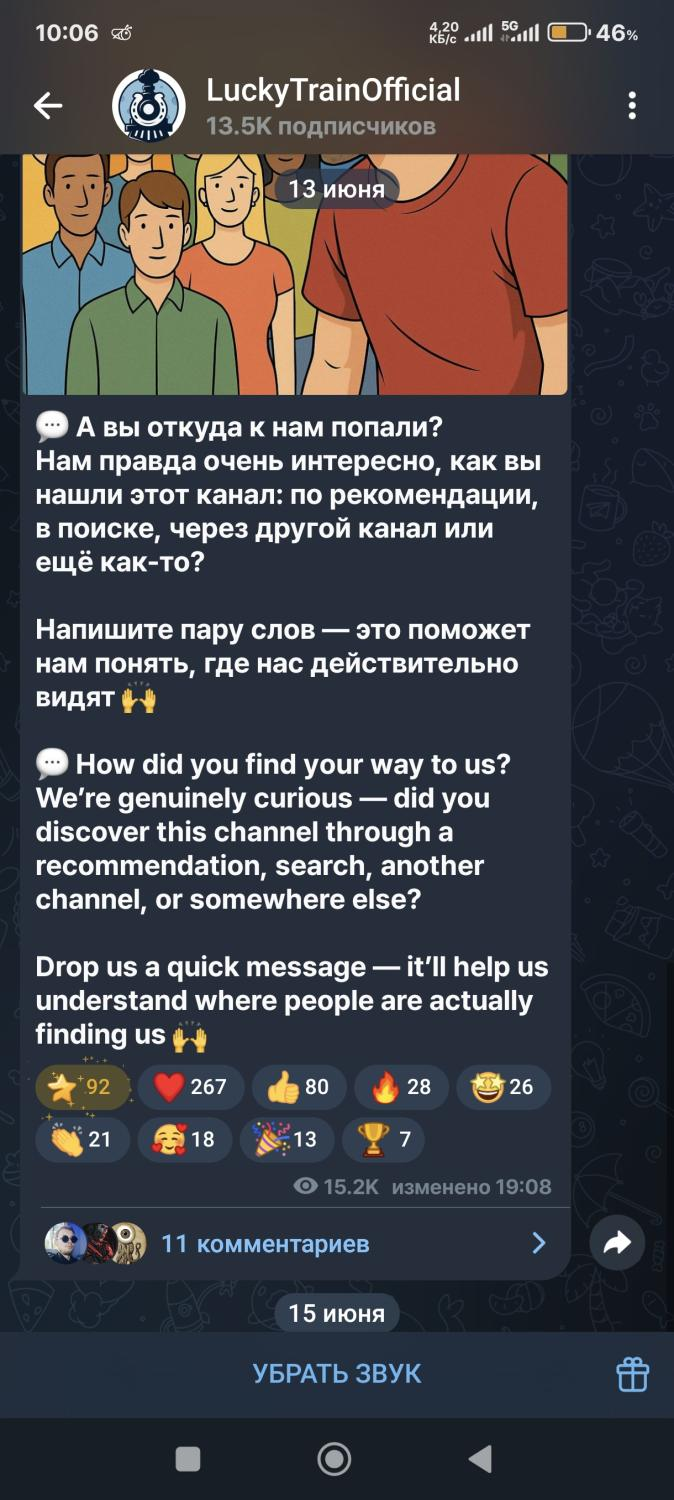 10:06
4,20 КБ/с
5G
46%
LuckyTrainOfficial
13.5K подписчиков
13 июня
💬 А вы откуда к нам попали?
Нам правда очень интересно, как вы
нашли этот канал: по рекомендации,
в поиске, через другой канал или
ещё как-то?
Напишите пару слов — это поможет
нам понять, где нас действительно
видят 🙌
💬 How did you find your way to us?
We’re genuinely curious — did you
discover this channel through a
recommendation, search, another
channel, or somewhere else?
Drop us a quick message — it’ll help us
understand where people are actually
finding us 🙌
⭐ 92 ❤️ 267 👍 80 🔥 28 🤩 26
👏 21 🥰 18 🎉 13 🏆 7
15.2K изменено 19:08
11 комментариев
15 июня
УБРАТЬ ЗВУК